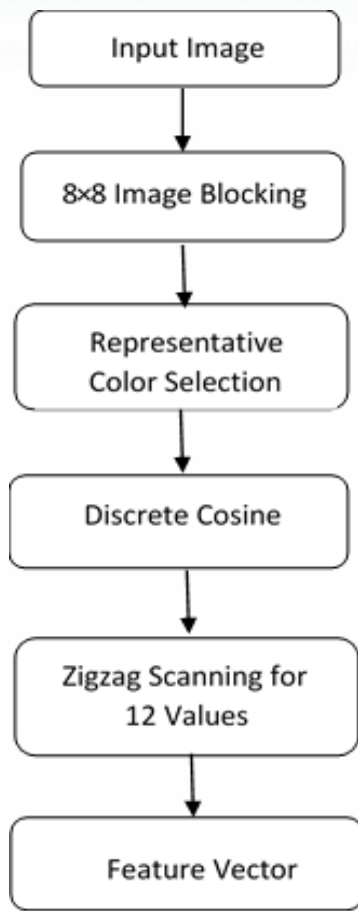 Input Image
8×8 Image Blocking
Representative
Color Selection
Discrete Cosine
Zigzag Scanning for
12 Values
Feature Vector